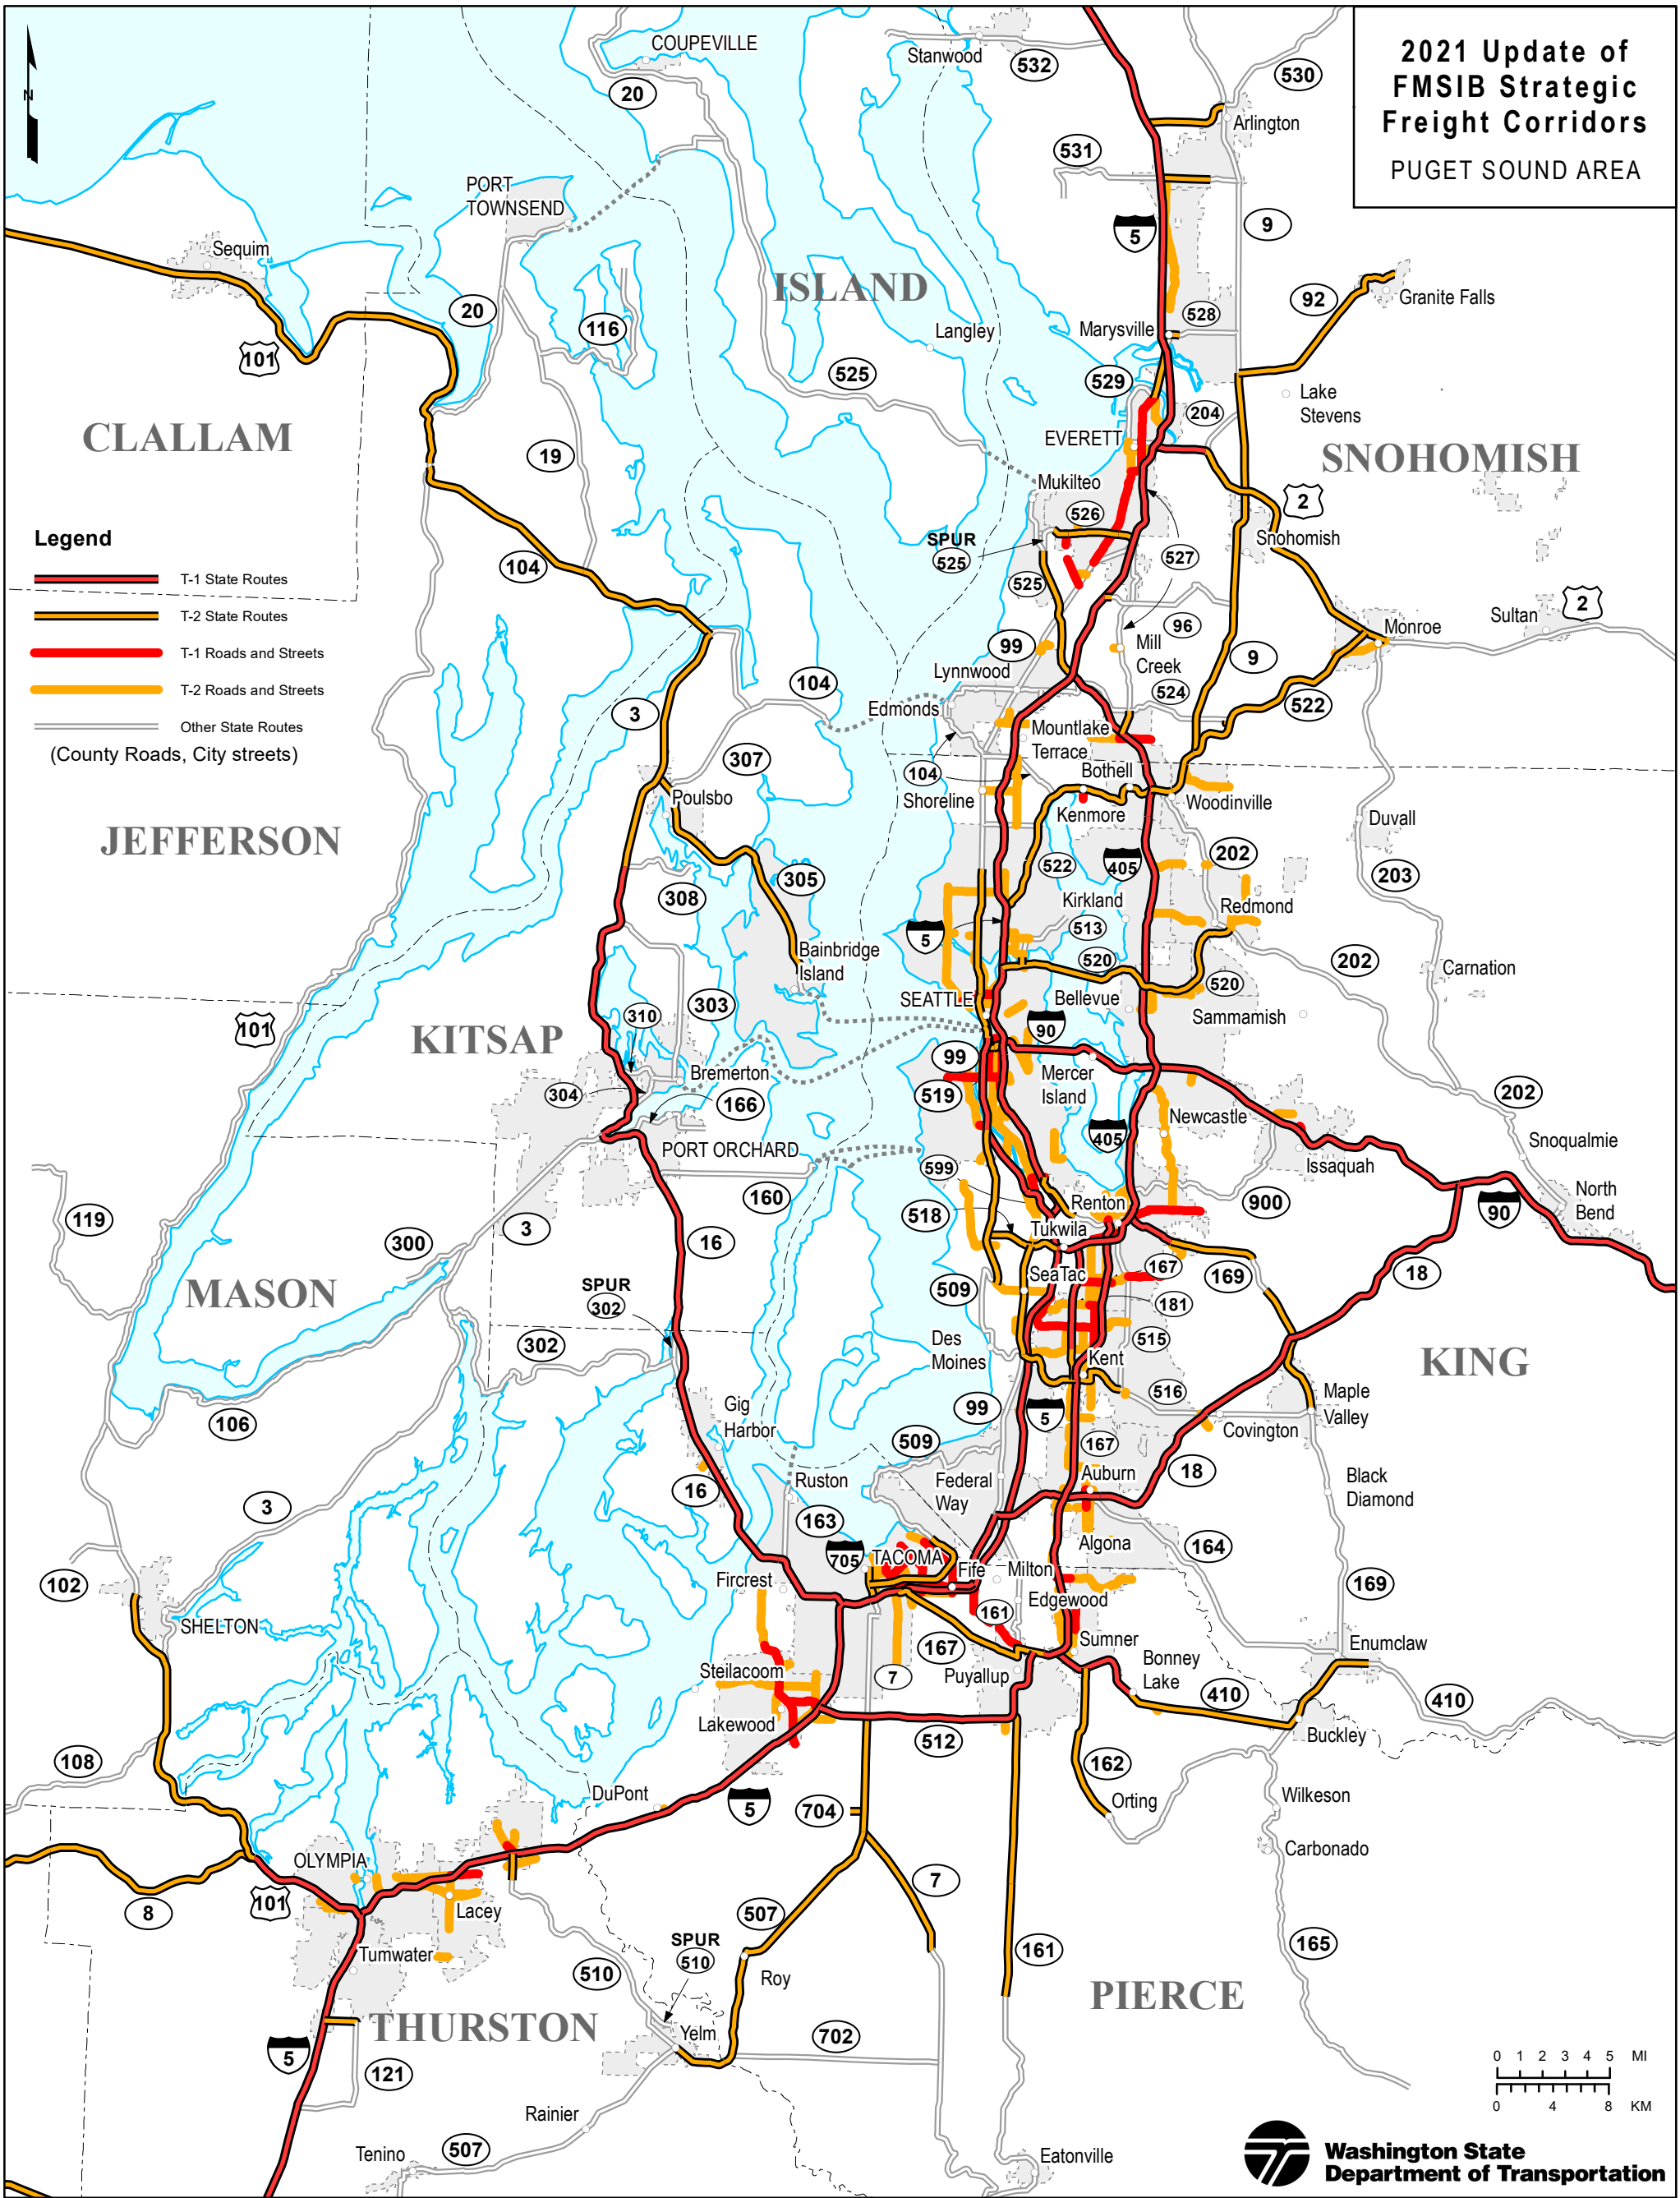 2021 Update of
FMSIB Strategic
Freight Corridors
PUGET SOUND AREA
N
COUPEVILLE
Stanwood
532
530
20
Arlington
531
PORT
TOWNSEND
5
9
Sequim
20
ISLAND
92
Granite Falls
116
528
Langley
Marysville
101
525
529
Lake
Stevens
204
CLALLAM
EVERETT
SNOHOMISH
19
Mukilteo
2
526
Legend
SPUR
525
Snohomish
527
T-1 State Routes
104
525
T-2 State Routes
2
Sultan
96
Monroe
T-1 Roads and Streets
99
Mill
Creek
9
T-2 Roads and Streets
Lynnwood
104
524
Other State Routes
3
Edmonds
522
(County Roads, City streets)
Mountlake
Terrace
307
104
Bothell
Poulsbo
Shoreline
Woodinville
Kenmore
Duvall
JEFFERSON
522
405
202
305
203
308
Kirkland
Redmond
5
513
Bainbridge
Island
520
202
Carnation
SEATTLE
Bellevue
520
303
310
Sammamish
101
KITSAP
90
99
Mercer
Island
Bremerton
304
519
166
202
Newcastle
405
Snoqualmie
PORT ORCHARD
Issaquah
599
160
Renton
900
North
Bend
119
518
90
3
Tukwila
300
16
SeaTac
167
169
18
SPUR
302
509
MASON
181
302
Des
Moines
515
Kent
KING
516
Maple
Valley
106
Gig
Harbor
99
5
Covington
509
167
Ruston
Federal
Way
Auburn
18
Black
Diamond
16
3
163
Algona
164
705
TACOMA
Fife
Milton
102
Fircrest
169
Edgewood
161
SHELTON
Sumner
Enumclaw
167
Bonney
Lake
Steilacoom
7
Puyallup
410
410
Lakewood
512
Buckley
108
162
DuPont
Wilkeson
5
704
Orting
Carbonado
OLYMPIA
7
101
8
Lacey
507
SPUR
510
161
Tumwater
165
510
Roy
PIERCE
THURSTON
Yelm
702
5
121
0 1 2 3 4 5 MI
0 4 8 KM
Rainier
Tenino
507
Eatonville
Washington State
Department of Transportation